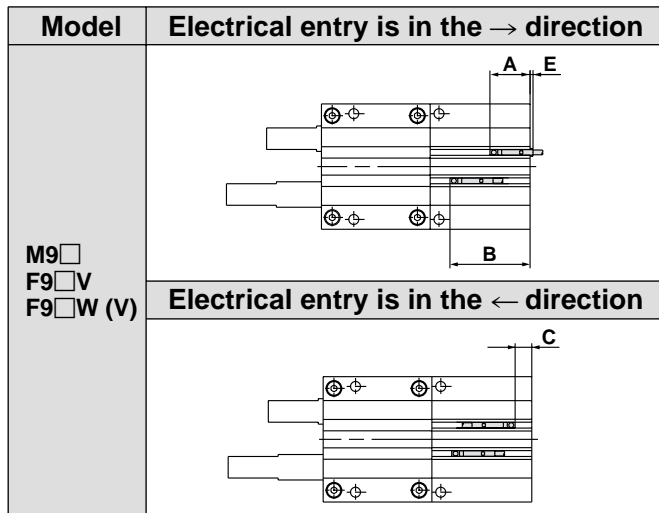 Model
Electrical entry is in the → direction
A
E
B
M9□
F9□V
F9□W (V)
Electrical entry is in the ← direction
C